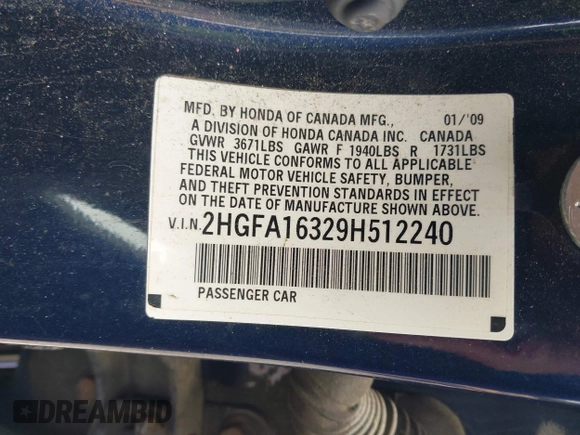 MFD. BY HONDA OF CANADA MFG., 01/'09
A DIVISION OF HONDA CANADA INC. CANADA
GVWR 3671LBS GAWR F 1940LBS R 1731LBS
THIS VEHICLE CONFORMS TO ALL APPLICABLE
FEDERAL MOTOR VEHICLE SAFETY, BUMPER,
AND THEFT PREVENTION STANDARDS IN EFFECT
ON THE DATE OF MANUFACTURE SHOWN ABOVE.
V.I.N. 2HGFA16329H512240
PASSENGER CAR
DREAMBID